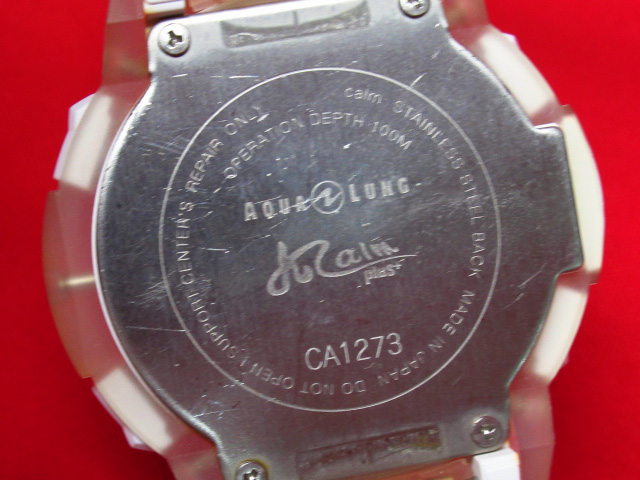 calm STAINLESS STEEL BACK MADE IN JAPAN DO NOT OPEN & SUPPORT CENTER'S REPAIR ONLY
OPERATION DEPTH 100M
AQUA LUNG
Calm
plus+
CA1273